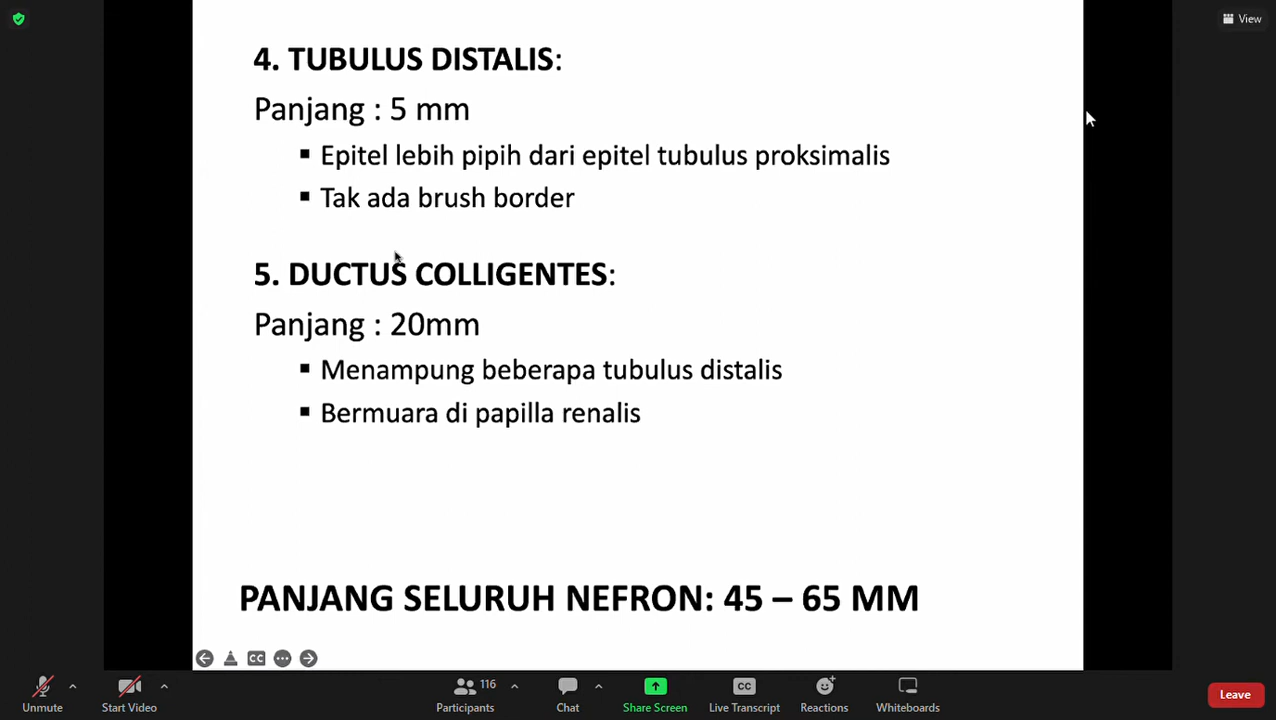 View
4. TUBULUS DISTALIS:
Panjang : 5 mm
▪ Epitel lebih pipih dari epitel tubulus proksimalis
▪ Tak ada brush border
5. DUCTUS COLLIGENTES:
Panjang : 20mm
▪ Menampung beberapa tubulus distalis
▪ Bermuara di papilla renalis
PANJANG SELURUH NEFRON: 45 – 65 MM
CC
Unmute
Start Video
116
Participants
Chat
Share Screen
CC
Live Transcript
Reactions
Whiteboards
Leave